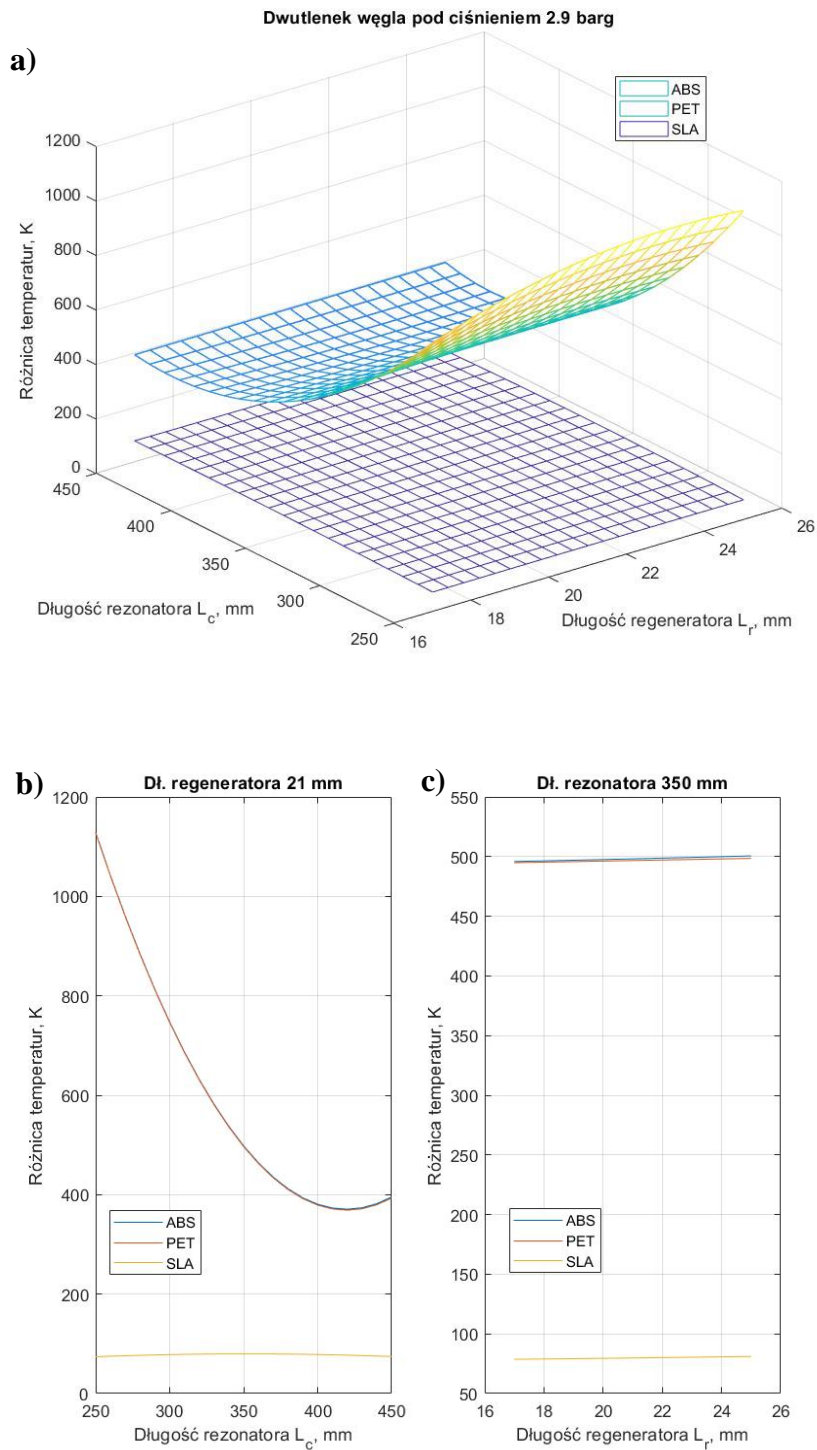 Dwutlenek węgla pod ciśnieniem 2.9 barg
a)
ABS
PET
SLA
1200
1000
800
600
400
200
0
Różnica temperatur, K
450
400
350
300
250
Długość rezonatora L_c, mm
16
18
20
22
24
26
Długość regeneratora L_r, mm
b)
Dł. regeneratora 21 mm
1200
1000
800
600
400
200
0
Różnica temperatur, K
ABS
PET
SLA
250 300 350 400 450
Długość rezonatora L_c, mm
c)
Dł. rezonatora 350 mm
550
500
450
400
350
300
250
200
150
100
50
Różnica temperatur, K
ABS
PET
SLA
16 18 20 22 24 26
Długość regeneratora L_r, mm